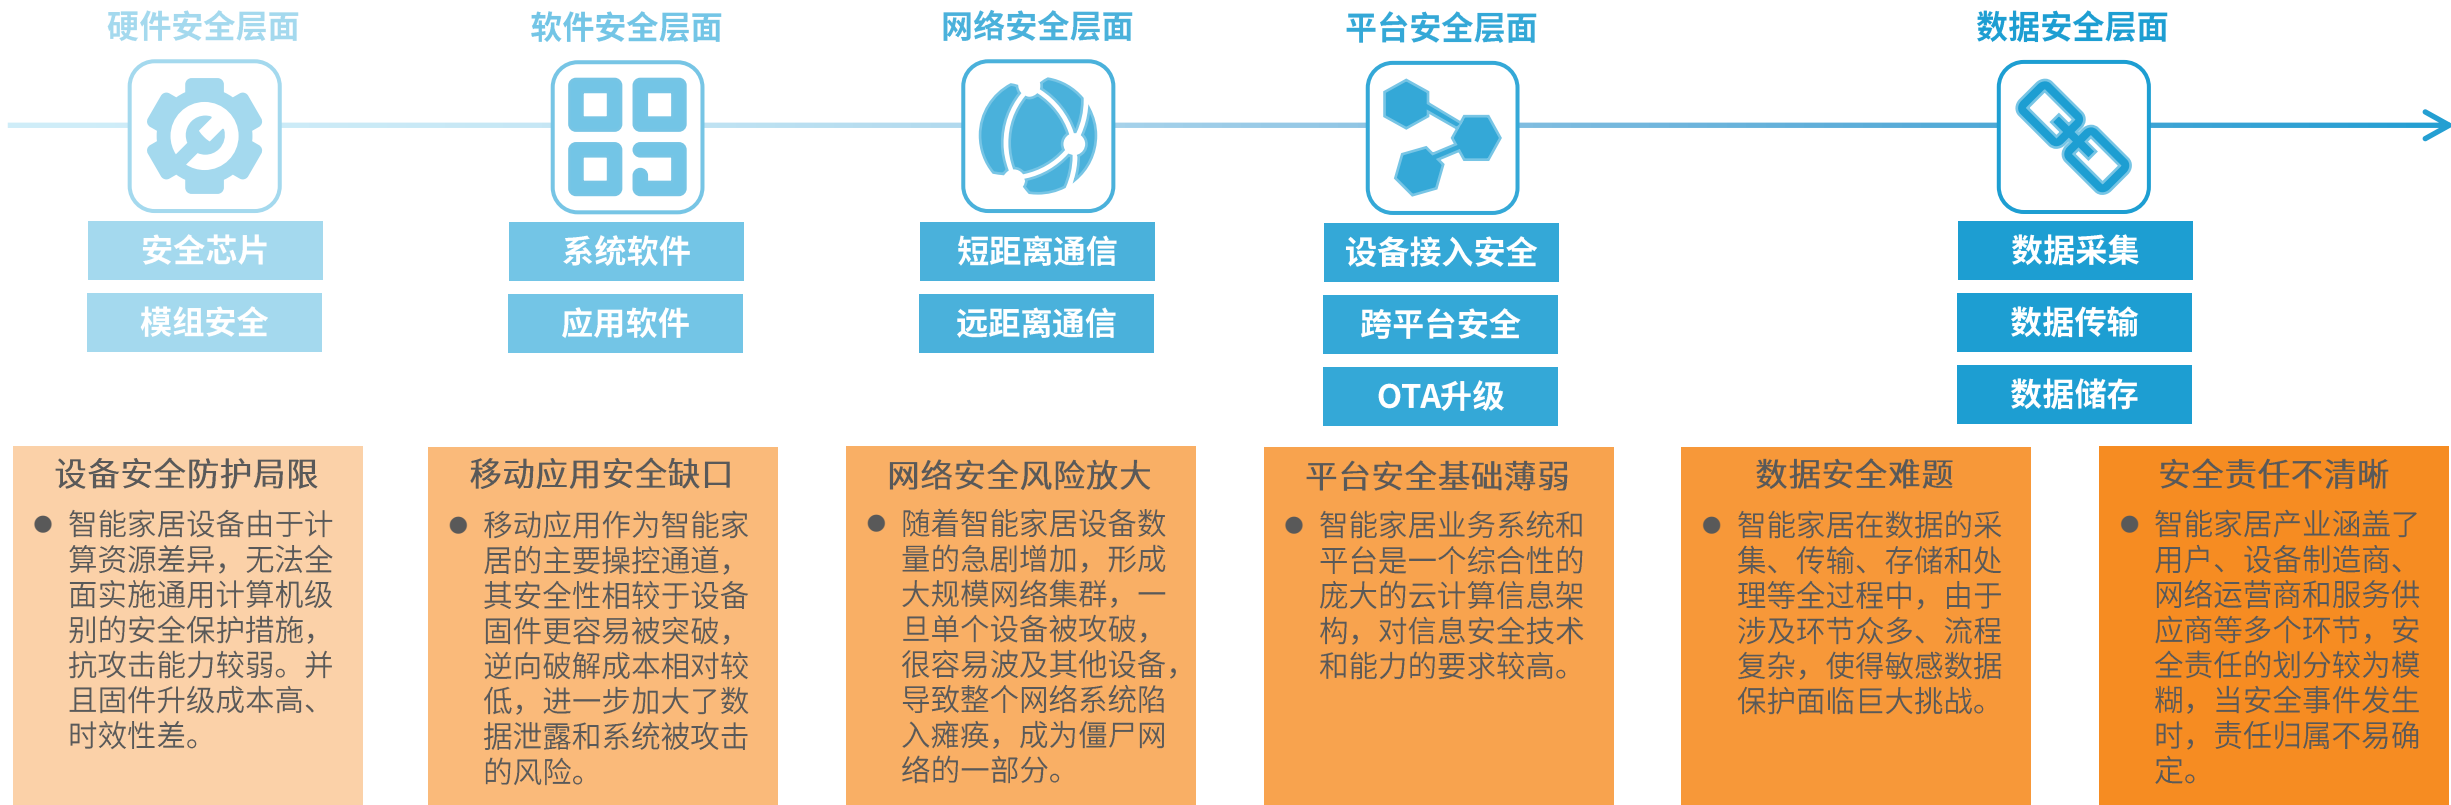 硬件安全层面
软件安全层面
网络安全层面
平台安全层面
数据安全层面
安全芯片
模组安全
系统软件
应用软件
短距离通信
远距离通信
设备接入安全
跨平台安全
OTA升级
数据采集
数据传输
数据储存
设备安全防护局限
● 智能家居设备由于计
算资源差异，无法全
面实施通用计算机级
别的安全保护措施，
抗攻击能力较弱。并
且固件升级成本高、
时效性差。
移动应用安全缺口
● 移动应用作为智能家
居的主要操控通道，
其安全性相较于设备
固件更容易被突破，
逆向破解成本相对较
低，进一步加大了数
据泄露和系统被攻击
的风险。
网络安全风险放大
● 随着智能家居设备数
量的急剧增加，形成
大规模网络集群，一
旦单个设备被攻破，
很容易波及其他设备，
导致整个网络系统陷
入瘫痪，成为僵尸网
络的一部分。
平台安全基础薄弱
● 智能家居业务系统和
平台是一个综合性的
庞大的云计算信息架
构，对信息安全技术
和能力的要求较高。
数据安全难题
● 智能家居在数据的采
集、传输、存储和处
理等全过程中，由于
涉及环节众多、流程
复杂，使得敏感数据
保护面临巨大挑战。
安全责任不清晰
● 智能家居产业涵盖了
用户、设备制造商、
网络运营商和服务供
应商等多个环节，安
全责任的划分较为模
糊，当安全事件发生
时，责任归属不易确
定。